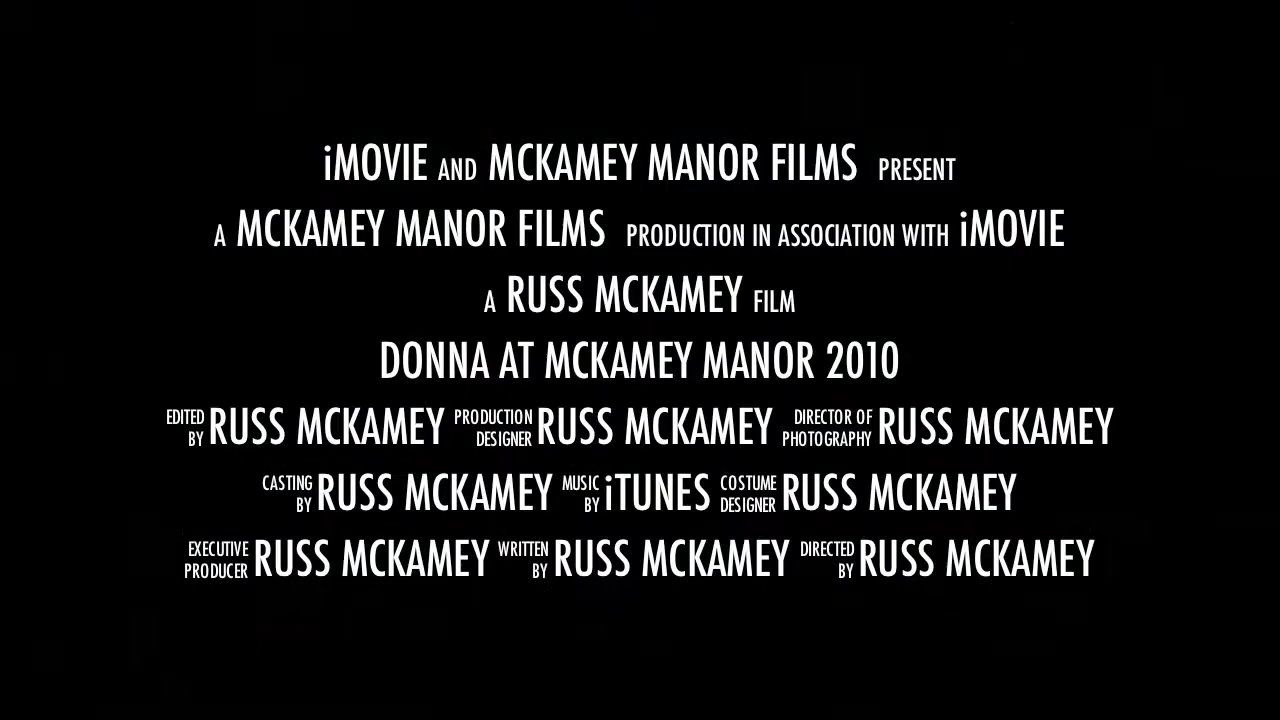 iMOVIE AND MCKAMEY MANOR FILMS PRESENT
A MCKAMEY MANOR FILMS PRODUCTION IN ASSOCIATION WITH iMOVIE
A RUSS MCKAMEY FILM
DONNA AT MCKAMEY MANOR 2010
EDITED BY RUSS MCKAMEY PRODUCTION DESIGNER RUSS MCKAMEY DIRECTOR OF PHOTOGRAPHY RUSS MCKAMEY
CASTING BY RUSS MCKAMEY MUSIC BY iTUNES COSTUME DESIGNER RUSS MCKAMEY
EXECUTIVE PRODUCER RUSS MCKAMEY WRITTEN BY RUSS MCKAMEY DIRECTED BY RUSS MCKAMEY